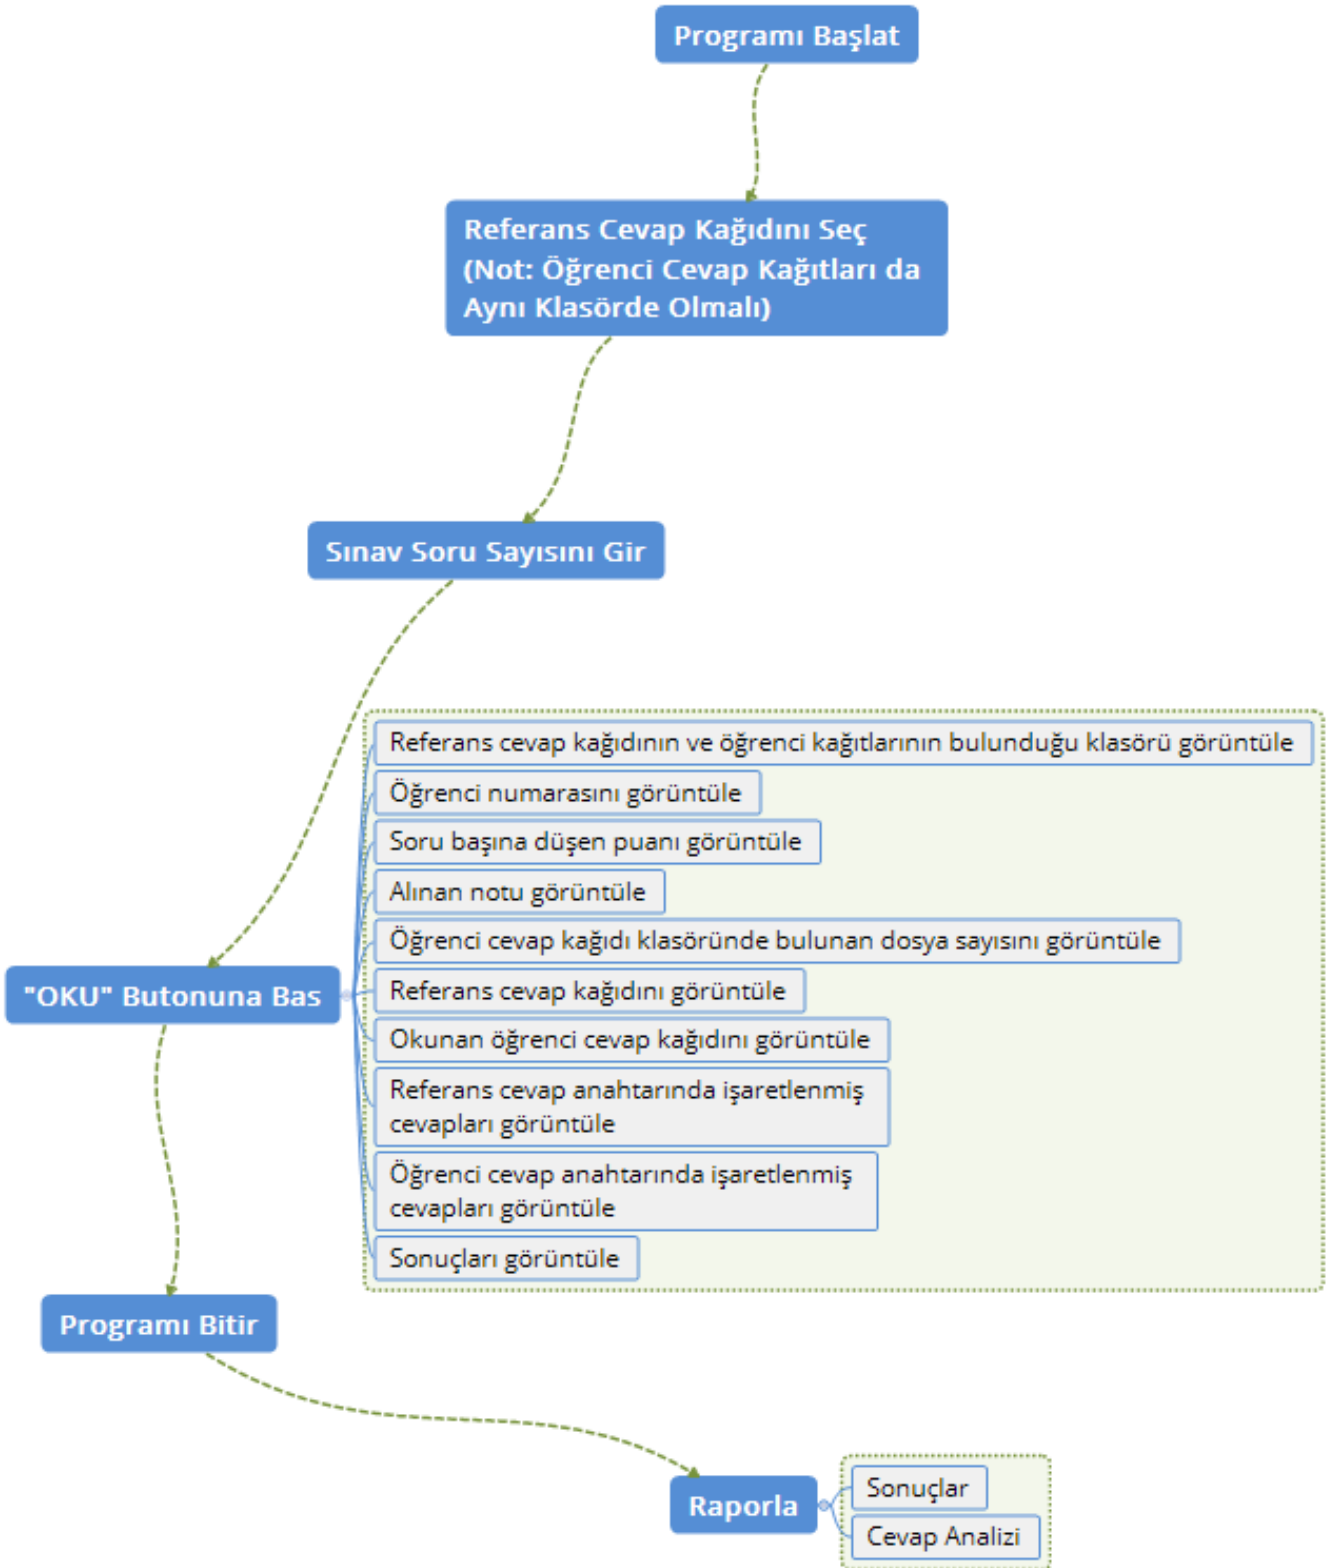 Programı Başlat
Referans Cevap Kağıdını Seç
(Not: Öğrenci Cevap Kağıtları da
Aynı Klasörde Olmalı)
Sınav Soru Sayısını Gir
"OKU" Butonuna Bas
Referans cevap kağıdının ve öğrenci kağıtlarının bulunduğu klasörü görüntüle
Öğrenci numarasını görüntüle
Soru başına düşen puanı görüntüle
Alınan notu görüntüle
Öğrenci cevap kağıdı klasöründe bulunan dosya sayısını görüntüle
Referans cevap kağıdını görüntüle
Okunan öğrenci cevap kağıdını görüntüle
Referans cevap anahtarında işaretlenmiş
cevapları görüntüle
Öğrenci cevap anahtarında işaretlenmiş
cevapları görüntüle
Sonuçları görüntüle
Programı Bitir
Raporla
Sonuçlar
Cevap Analizi